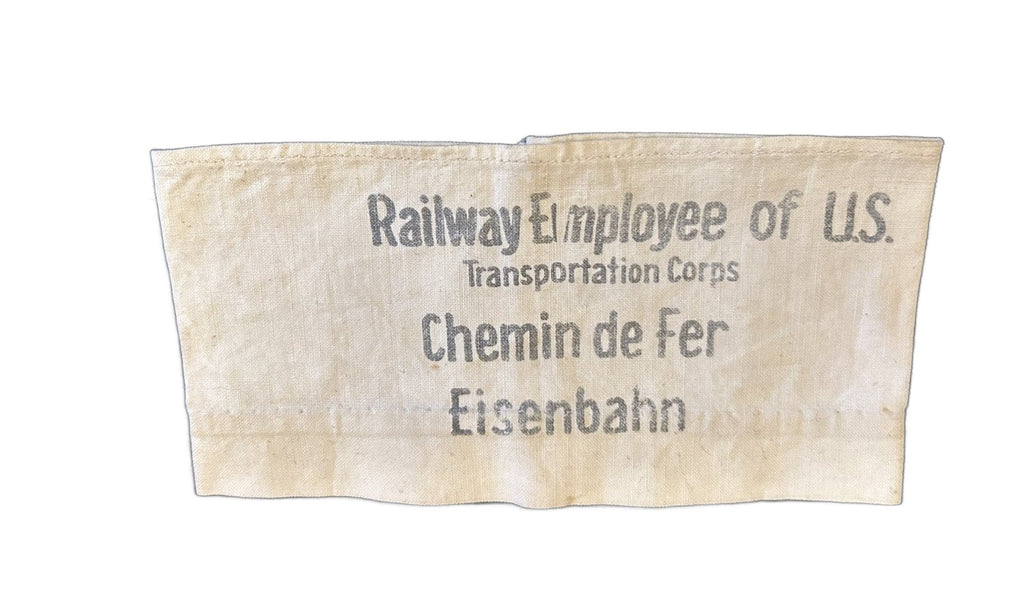 Railway Employee of U.S.
Transportation Corps
Chemin de Fer
Eisenbahn